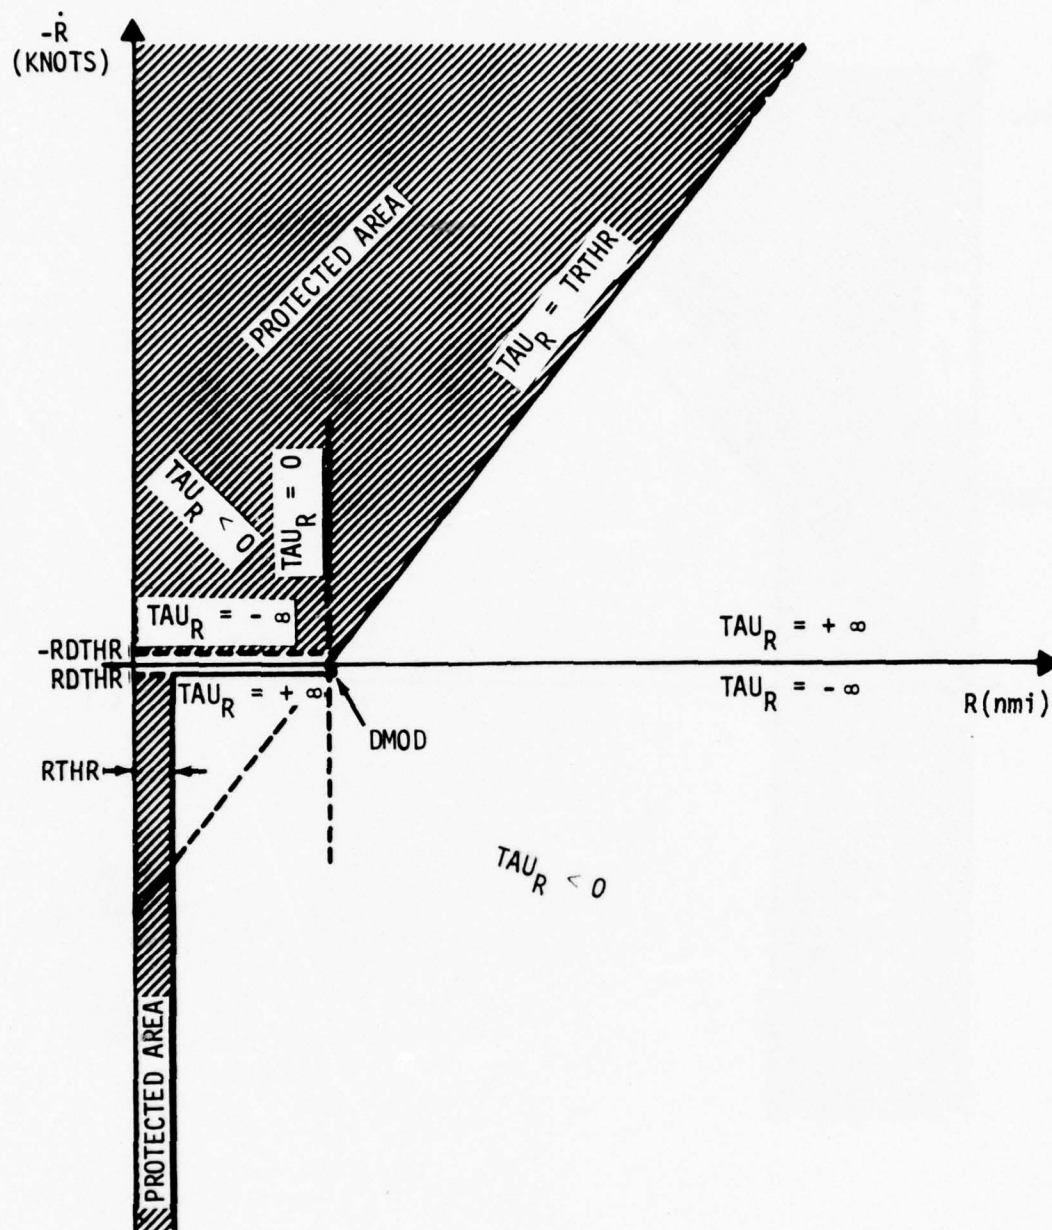 -Ṙ
(KNOTS)
PROTECTED AREA
TAU_R = TRTHR
TAU_R < 0
TAU_R = 0
TAU_R = - ∞
TAU_R = + ∞
-RDTHR
RDTHR
TAU_R = + ∞
TAU_R = - ∞
R(nmi)
DMOD
RTHR
TAU_R < 0
PROTECTED AREA